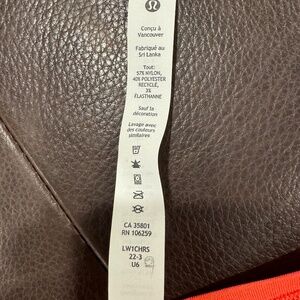 Conçu à
Vancouver
Fabriqué au
Sri Lanka
Tout:
57% NYLON,
40% POLYESTER
RECYCLÉ,
3%
ÉLASTHANNE
Sauf la
décoration
Lavage avec
des couleurs
similaires
CA 35801
RN 106259
LW1CHRS
22-3
U6